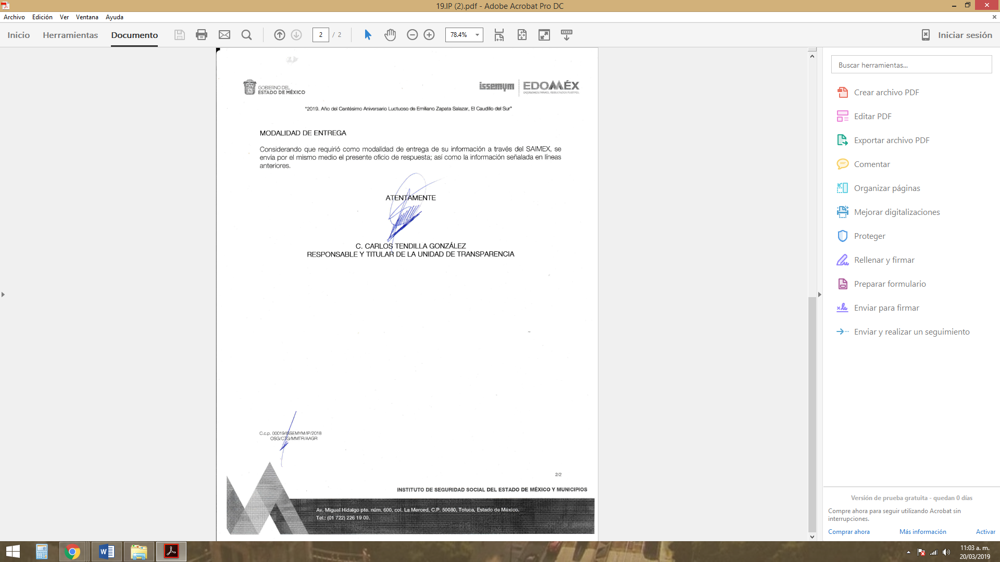 19.IP (2).pdf - Adobe Acrobat Pro DC
Archivo Edición Ver Ventana Ayuda
Inicio Herramientas Documento 2 / 2 78.4% Iniciar sesión
GOBIERNO DEL
ESTADO DE MÉXICO
issemym EDOMÉX
DECISIONES FIRMES, RESULTADOS FUERTES.
"2019. Año del Centésimo Aniversario Luctuoso de Emiliano Zapata Salazar, El Caudillo del Sur"
MODALIDAD DE ENTREGA
Considerando que requirió como modalidad de entrega de su información a través del SAIMEX, se
envía por el mismo medio el presente oficio de respuesta; así como la información señalada en líneas
anteriores.
ATENTAMENTE
C. CARLOS TENDILLA GONZÁLEZ
RESPONSABLE Y TITULAR DE LA UNIDAD DE TRANSPARENCIA
C.c.p. 00019/ISSEMYM/IP/2018
OSG/CTG/MMTR/AAGR
2/2
INSTITUTO DE SEGURIDAD SOCIAL DEL ESTADO DE MÉXICO Y MUNICIPIOS
Av. Miguel Hidalgo pte. núm. 600, col. La Merced, C.P. 50080, Toluca, Estado de México.
Tel.: (01 722) 226 19 00.
Buscar herramientas...
Crear archivo PDF
Editar PDF
Exportar archivo PDF
Comentar
Organizar páginas
Mejorar digitalizaciones
Proteger
Rellenar y firmar
Preparar formulario
Enviar para firmar
Enviar y realizar un seguimiento
Versión de prueba gratuita - quedan 0 días
Compre ahora para seguir utilizando Acrobat sin
interrupciones.
Comprar ahora Más información Activar
11:03 a. m.
20/03/2019